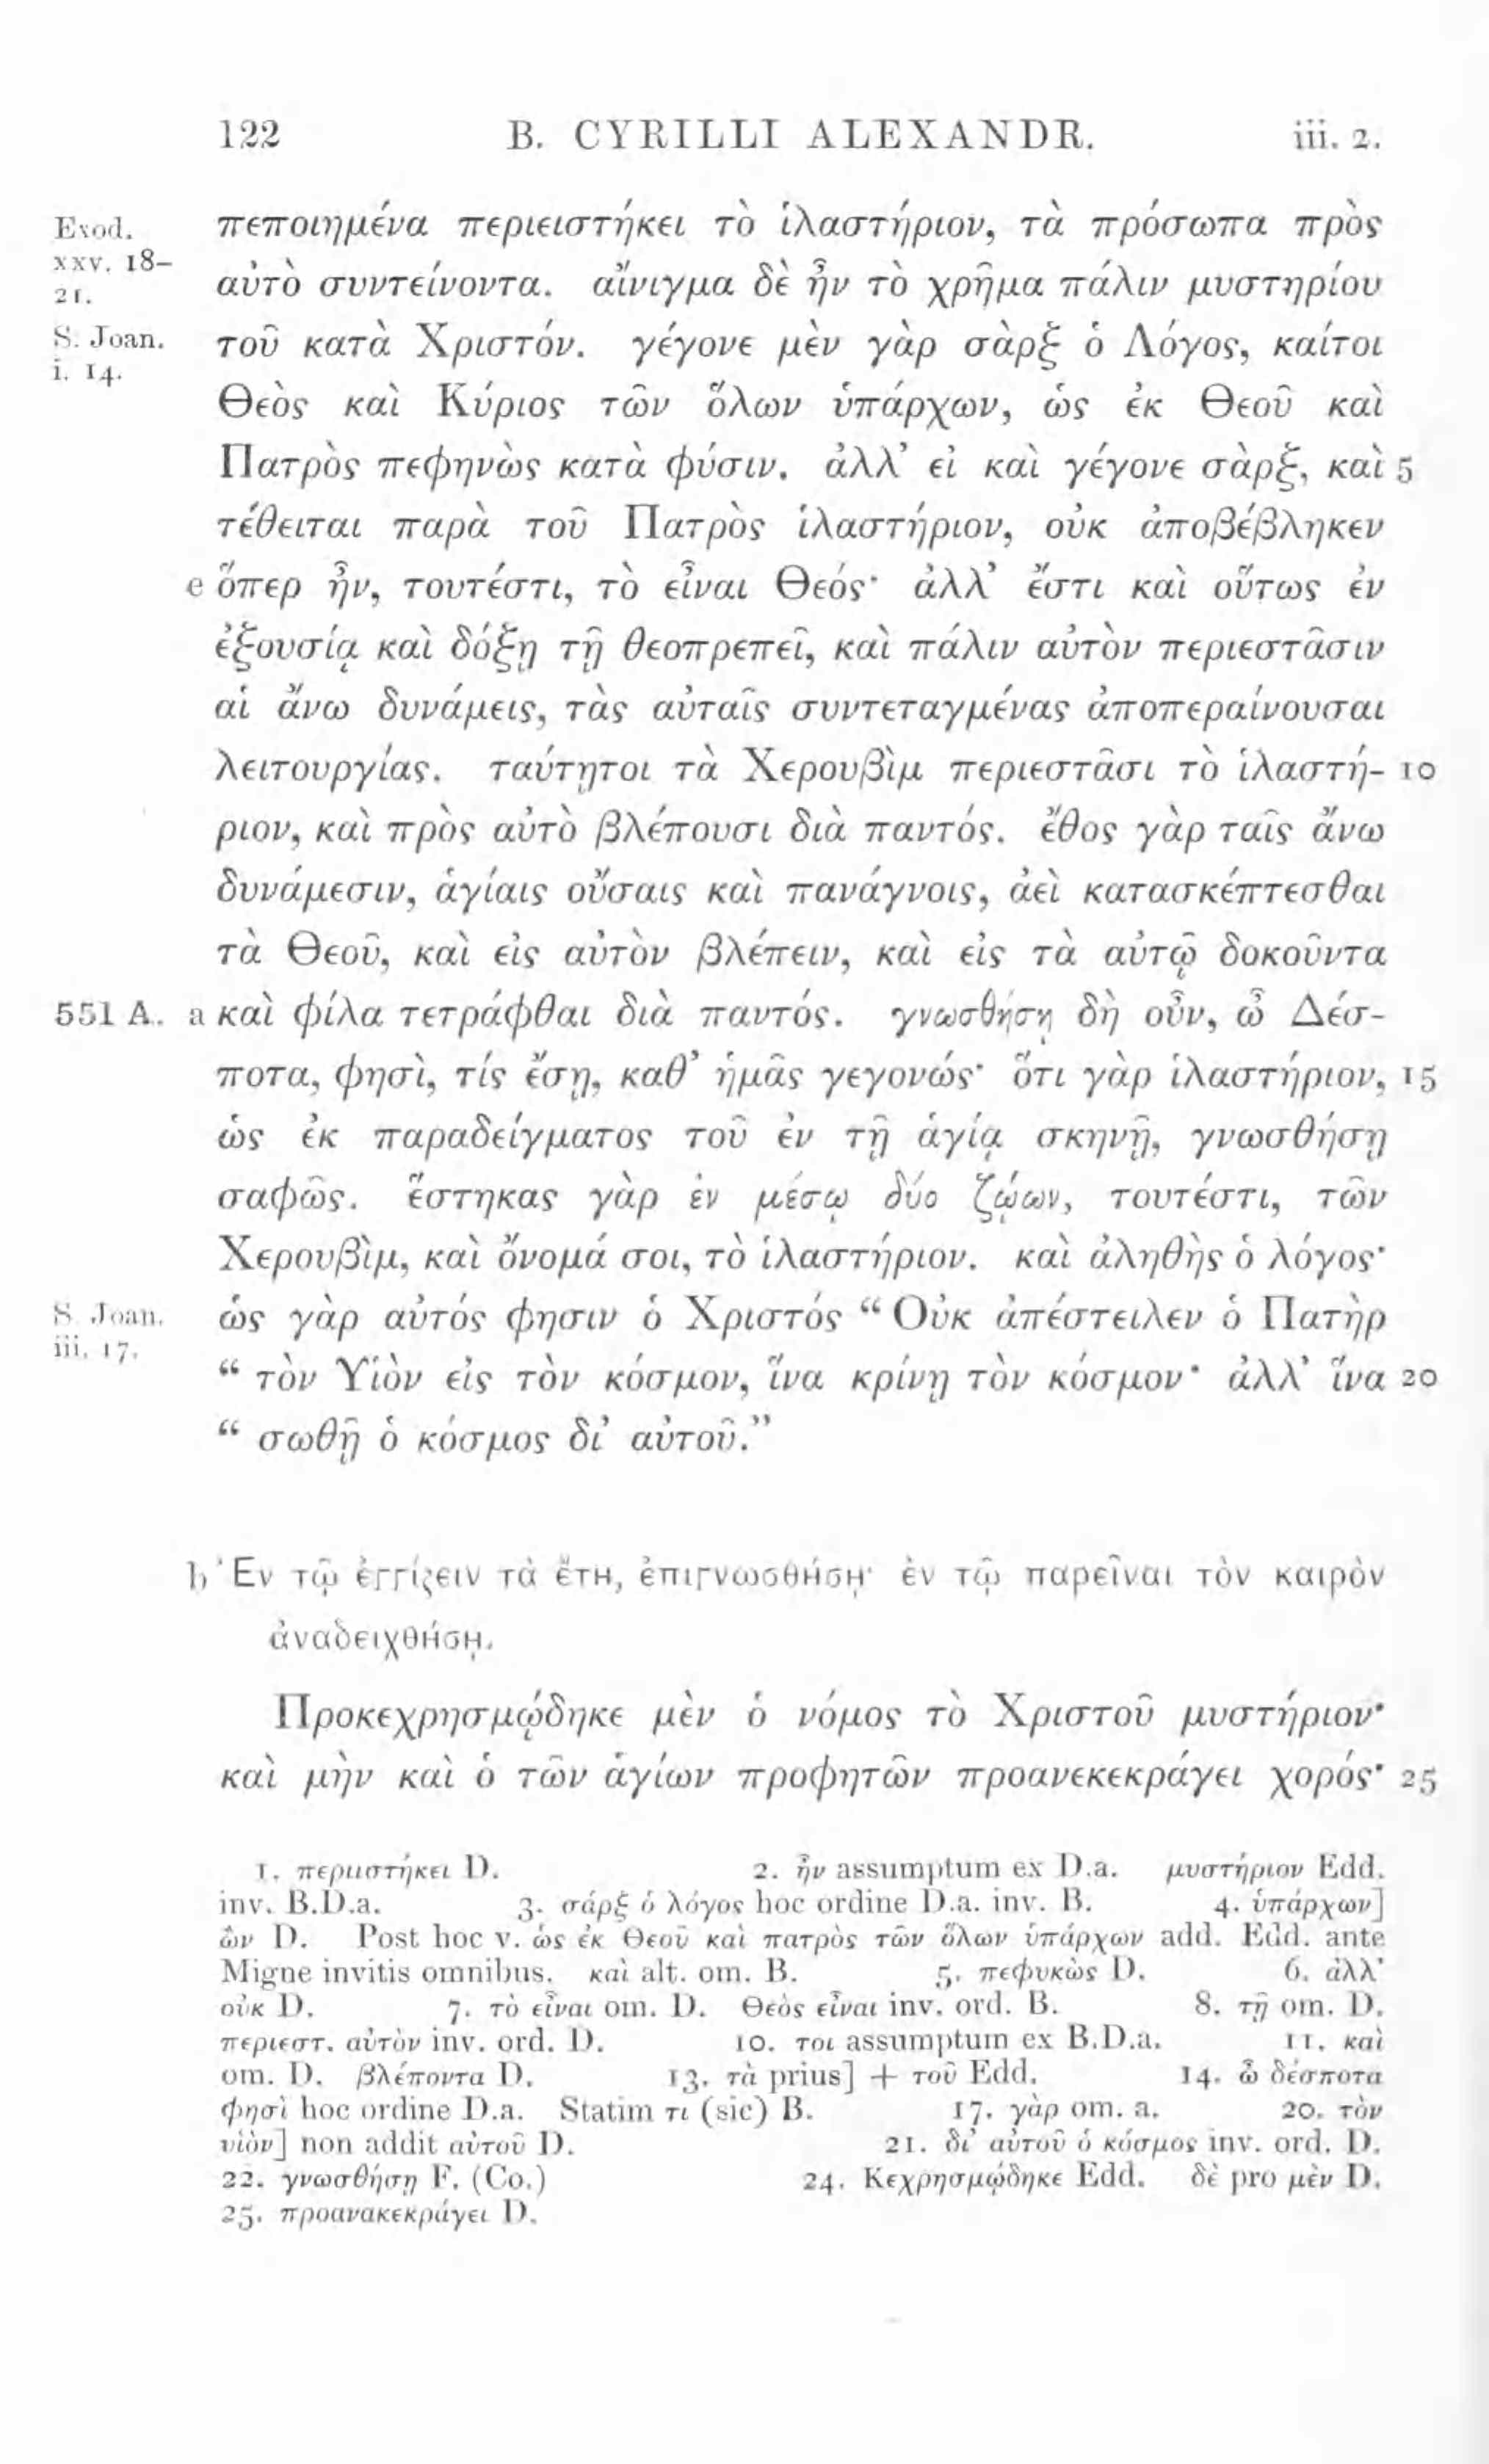 122 B. CYRILLI ALEXANDR. iii. 2.
Exod. πεποιημένα περιειστήκει τὸ ἱλαστήριον, τὰ πρόσωπα πρὸς
xxv. 18–
21. αὐτὸ συντείνοντα. αἴνιγμα δὲ ἦν τὸ χρῆμα πάλιν μυστηρίου
S. Joan. τοῦ κατὰ Χριστόν. γέγονε μὲν γὰρ σὰρξ ὁ Λόγος, καίτοι
i. 14.
Θεὸς καὶ Κύριος τῶν ὅλων ὑπάρχων, ὡς ἐκ Θεοῦ καὶ
Πατρὸς πεφηνὼς κατὰ φύσιν. ἀλλ’ εἰ καὶ γέγονε σὰρξ, καὶ 5
τέθειται παρὰ τοῦ Πατρὸς ἱλαστήριον, οὐκ ἀποβέβληκεν
e ὅπερ ἦν, τουτέστι, τὸ εἶναι Θεός· ἀλλ’ ἔστι καὶ οὕτως ἐν
ἐξουσίᾳ καὶ δόξῃ τῇ θεοπρεπεῖ, καὶ πάλιν αὐτὸν περιεστᾶσιν
αἱ ἄνω δυνάμεις, τὰς αὐταῖς συντεταγμένας ἀποπεραίνουσαι
λειτουργίας. ταύτῃτοι τὰ Χερουβὶμ περιεστᾶσι τὸ ἱλαστή- 10
ριον, καὶ πρὸς αὐτὸ βλέπουσι διὰ παντός. ἔθος γὰρ ταῖς ἄνω
δυνάμεσιν, ἁγίαις οὔσαις καὶ πανάγνοις, ἀεὶ κατασκέπτεσθαι
τὰ Θεοῦ, καὶ εἰς αὐτὸν βλέπειν, καὶ εἰς τὰ αὐτῷ δοκοῦντα
551 A. a καὶ φίλα τετράφθαι διὰ παντός. γνωσθήσῃ δὴ οὖν, ὦ Δέσ-
ποτα, φησὶ, τίς ἔσῃ, καθ’ ἡμᾶς γεγονώς· ὅτι γὰρ ἱλαστήριον, 15
ὡς ἐκ παραδείγματος τοῦ ἐν τῇ ἁγίᾳ σκηνῇ, γνωσθήσῃ
σαφῶς. ἕστηκας γὰρ ἐν μέσῳ δύο ζώων, τουτέστι, τῶν
Χερουβὶμ, καὶ ὄνομά σοι, τὸ ἱλαστήριον. καὶ ἀληθὴς ὁ λόγος·
S. Joan. ὡς γὰρ αὐτός φησιν ὁ Χριστός “ Οὐκ ἀπέστειλεν ὁ Πατὴρ
iii. 17.
“ τὸν Υἱὸν εἰς τὸν κόσμον, ἵνα κρίνῃ τὸν κόσμον· ἀλλ’ ἵνα 20
“ σωθῇ ὁ κόσμος δι’ αὐτοῦ.”
b Ἐν τῷ ἐγγίζειν τὰ ἔτη, ἐπιγνωσθήσῃ· ἐν τῷ παρεῖναι τὸν καιρὸν
ἀναδειχθήσῃ.
Προκεχρησμῴδηκε μὲν ὁ νόμος τὸ Χριστοῦ μυστήριον·
καὶ μὴν καὶ ὁ τῶν ἁγίων προφητῶν προανεκεκράγει χορός· 25
1. περιιστήκει D. 2. ἦν assumptum ex D.a. μυστήριον Edd.
inv. B.D.a. 3. σάρξ ὁ λόγος hoc ordine D.a. inv. B. 4. ὑπάρχων]
ὢν D. Post hoc v. ὡς ἐκ Θεοῦ καὶ πατρὸς τῶν ὅλων ὑπάρχων add. Edd. ante
Migne invitis omnibus. καὶ alt. om. B. 5. πεφυκὼς D. 6. ἀλλ’
οὐκ D. 7. τὸ εἶναι om. D. Θεὸς εἶναι inv. ord. B. 8. τῇ om. D.
περιεστ. αὐτὸν inv. ord. D. 10. τοι assumptum ex B.D.a. 11. καὶ
om. D. βλέποντα D. 13. τὰ prius] + τοῦ Edd. 14. ὦ δέσποτα
φησὶ hoc ordine D.a. Statim τι (sic) B. 17. γὰρ om. a. 20. τὸν
υἱὸν] non addit αὐτοῦ D. 21. δι’ αὐτοῦ ὁ κόσμος inv. ord. D.
22. γνωσθήσῃ F. (Co.) 24. Κεχρησμῴδηκε Edd. δὲ pro μὲν D.
25. προανακεκράγει D.